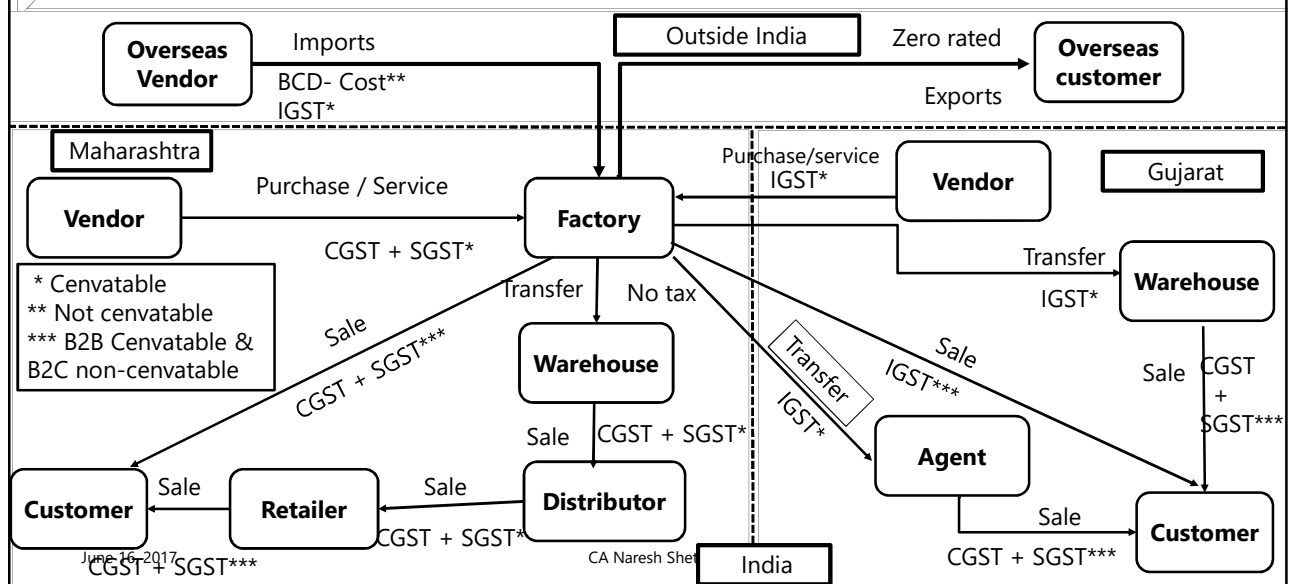 Overseas
Vendor
Imports
BCD- Cost**
IGST*
Outside India
Zero rated
Exports
Overseas
customer
Maharashtra
Vendor
Purchase / Service
CGST + SGST*
Factory
Purchase/service
IGST*
Vendor
Gujarat
* Cenvatable
** Not cenvatable
*** B2B Cenvatable &
B2C non-cenvatable
Sale
CGST + SGST***
Transfer
No tax
Warehouse
Transfer
IGST*
Sale
IGST***
Transfer
IGST*
Warehouse
Sale
CGST
+
SGST***
Sale
CGST + SGST*
Agent
Customer
Sale
Retailer
Sale
Distributor
CGST + SGST*
CGST + SGST***
Sale
CGST + SGST***
Customer
June 16, 2017
CA Naresh Shet
India